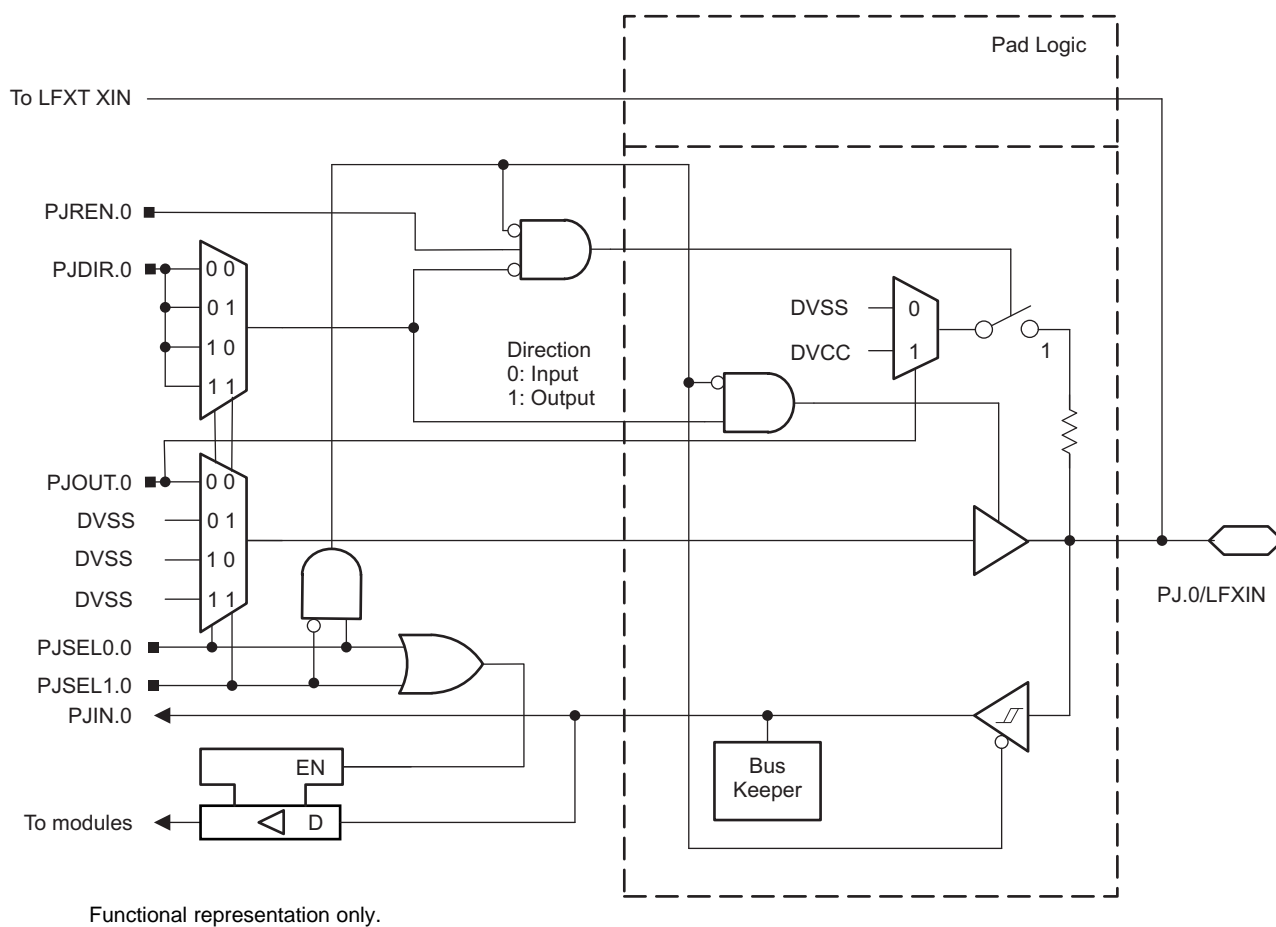 Pad Logic
To LFXT XIN
PJREN.0
PJDIR.0
0 0
0 1
1 0
1 1
Direction
0: Input
1: Output
DVSS
0
DVCC
1
1
PJOUT.0
0 0
DVSS
0 1
DVSS
1 0
DVSS
1 1
PJ.0/LFXIN
PJSEL0.0
PJSEL1.0
PJIN.0
EN
Bus
Keeper
To modules
D
Functional representation only.